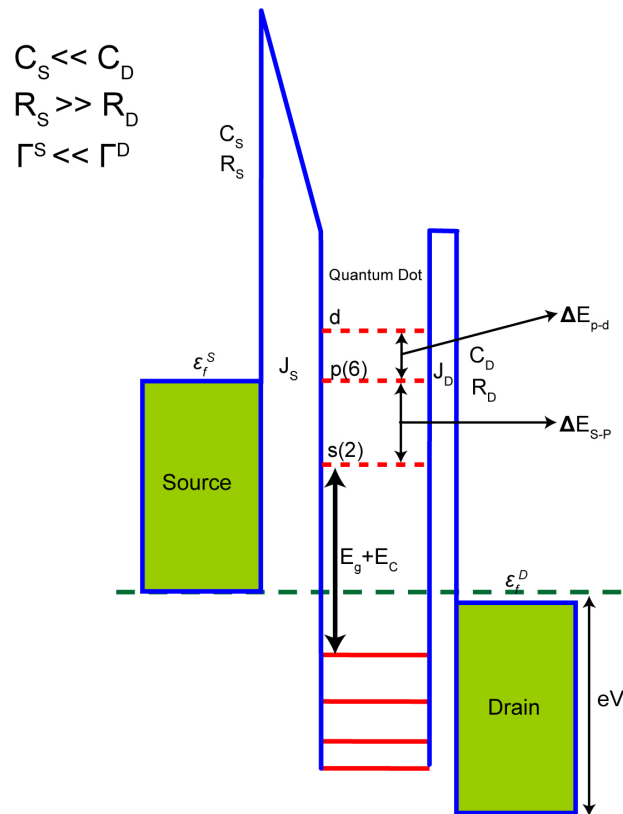 C_S << C_D
R_S >> R_D
Γ^S << Γ^D
C_S
R_S
Quantum Dot
d
ΔE_p-d
ε_f^S
J_S
p(6)
J_D
C_D
R_D
ΔE_S-P
s(2)
Source
E_g+E_C
ε_f^D
Drain
eV